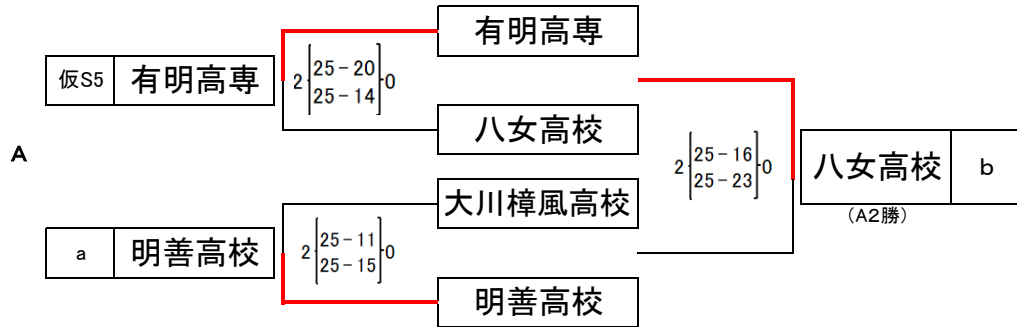 有明高専
仮S5 有明高専
2 25－20 0
25－14
八女高校
A
2 25－16 0
25－23
八女高校 b
(A2勝)
大川樟風高校
a 明善高校
2 25－11 0
25－15
明善高校